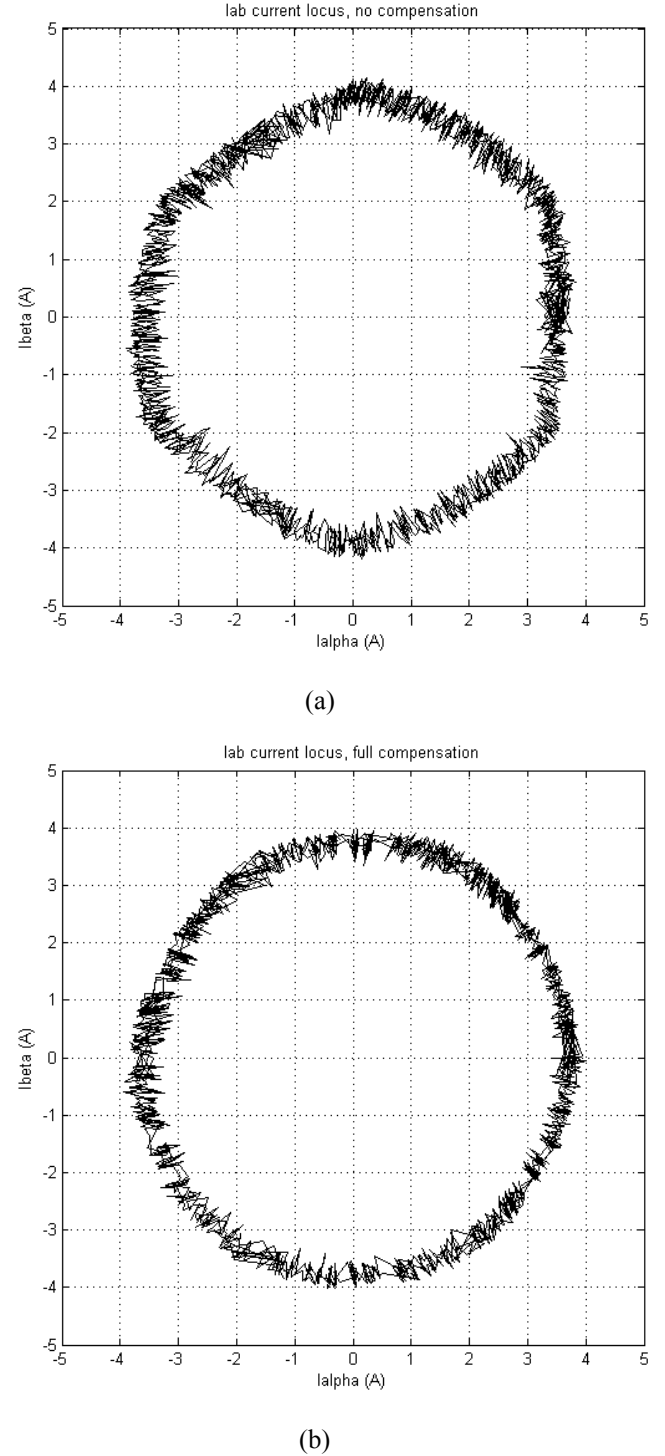 lab current locus, no compensation
5
4
3
2
1
0
-1
-2
-3
-4
-5
Ibeta (A)
-5 -4 -3 -2 -1 0 1 2 3 4 5
Ialpha (A)
(a)
lab current locus, full compensation
5
4
3
2
1
0
-1
-2
-3
-4
-5
Ibeta (A)
-5 -4 -3 -2 -1 0 1 2 3 4 5
Ialpha (A)
(b)